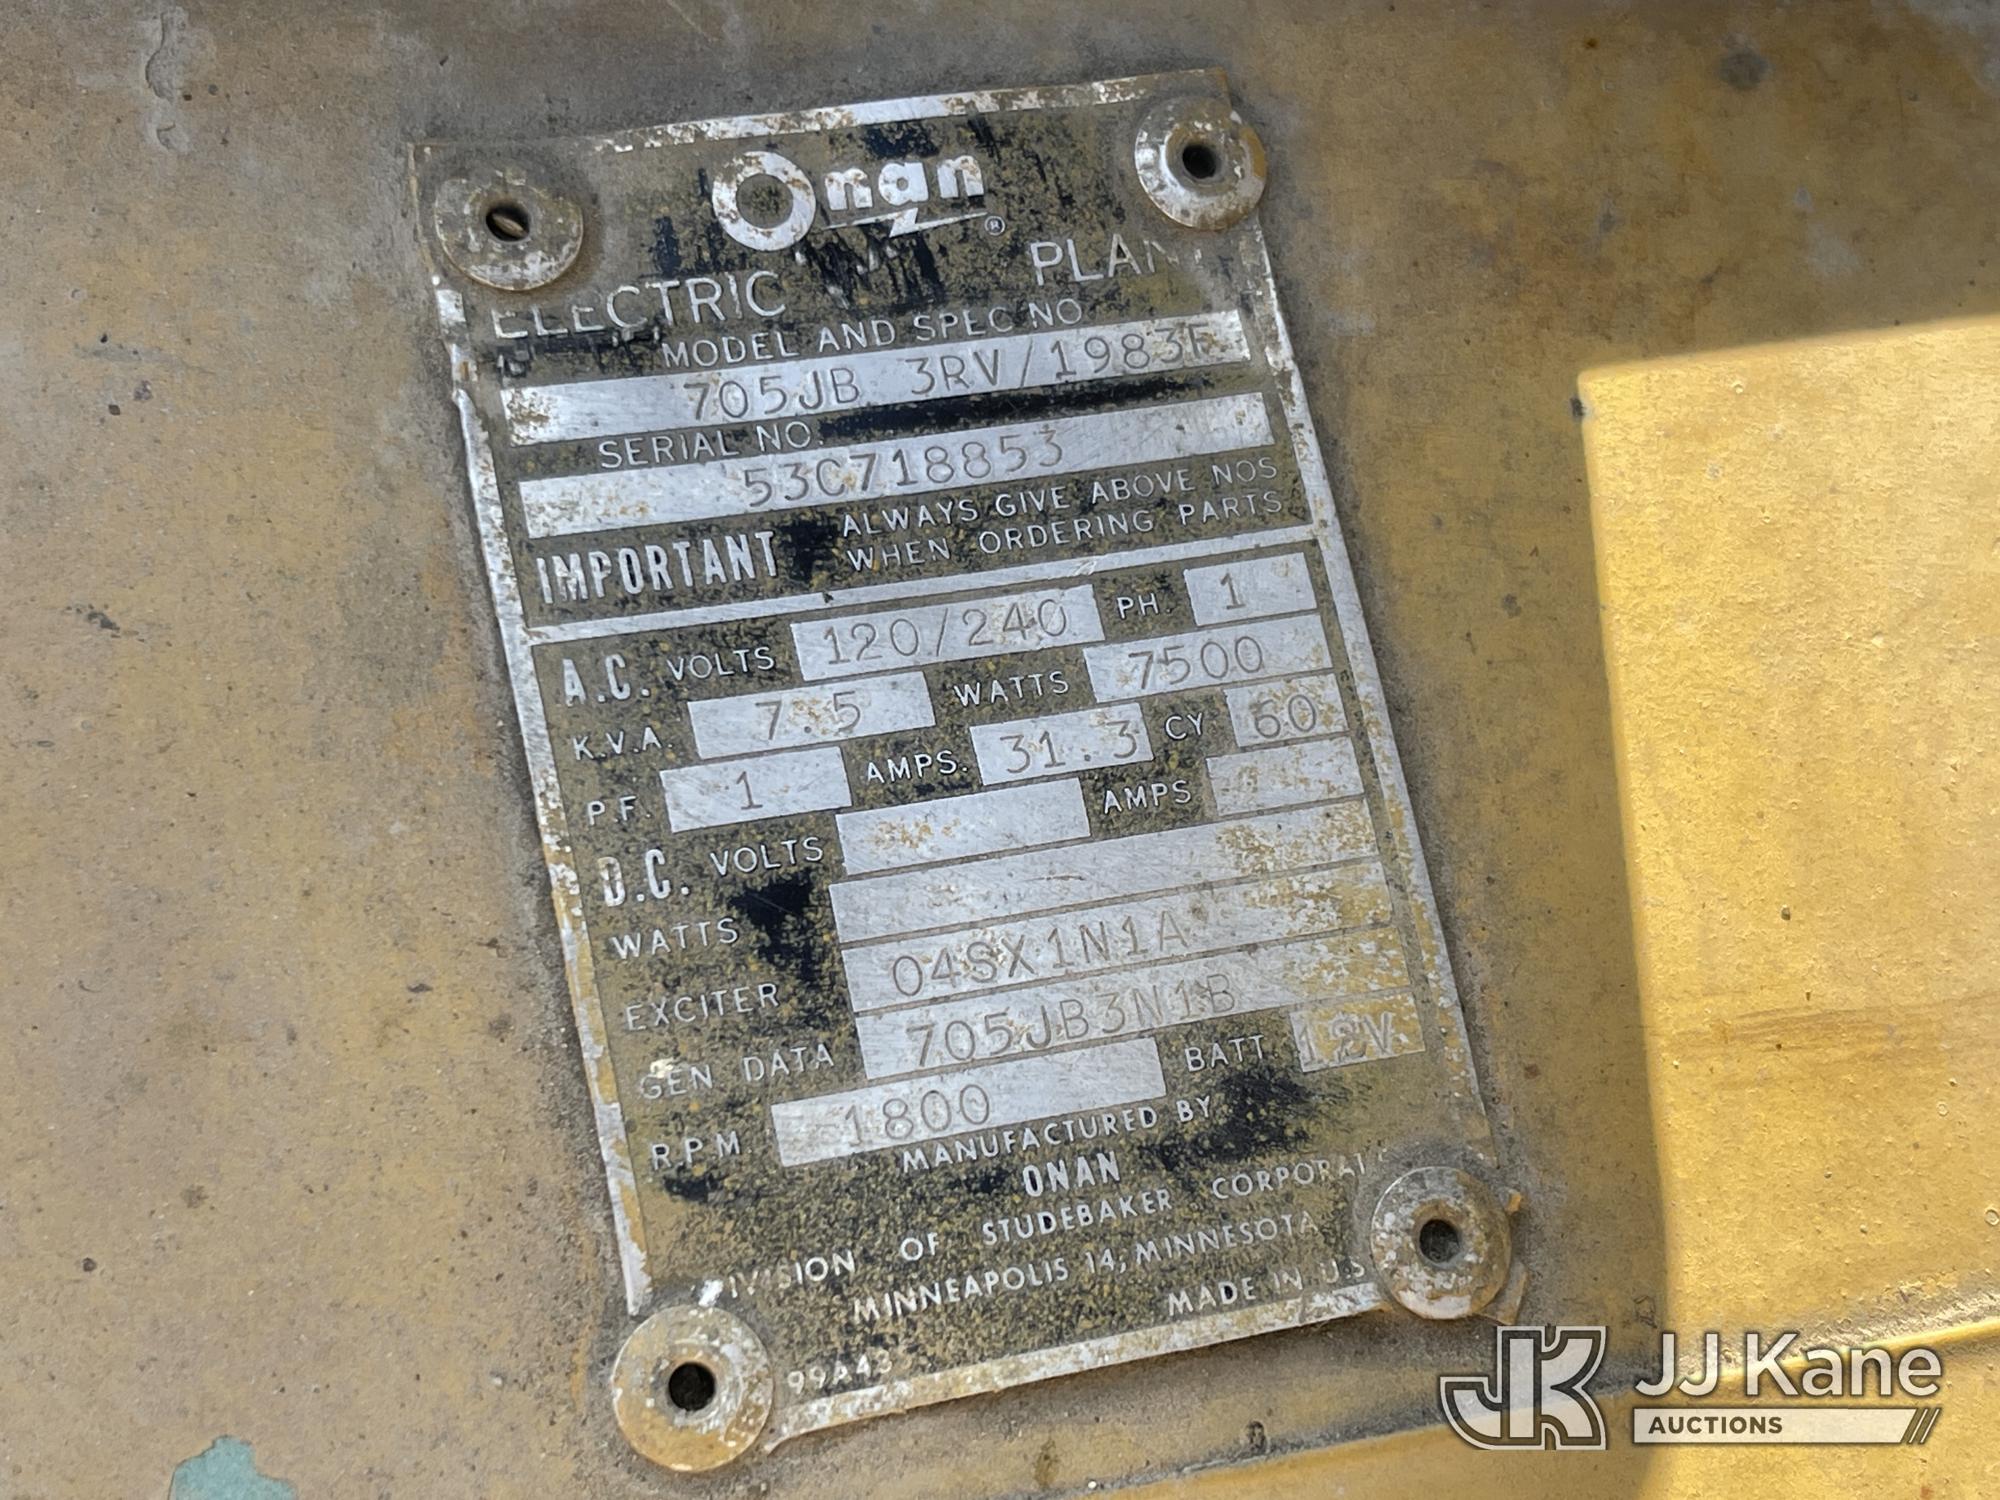 Onan ®
ELECTRIC PLANT
MODEL AND SPEC NO
705JB 3RV/1983F
SERIAL NO.
53C718853
IMPORTANT ALWAYS GIVE ABOVE NOS
WHEN ORDERING PARTS
A.C. VOLTS 120/240 PH. 1
K.V.A. 7.5 WATTS 7500
P.F. 1 AMPS. 31.3 CY 60
D.C. VOLTS AMPS
WATTS
EXCITER 04SX1N1A
GEN DATA 705JB3N1B
R.P.M. 1800 BATT. 12V
MANUFACTURED BY
ONAN
DIVISION OF STUDEBAKER CORPORATION
MINNEAPOLIS 14, MINNESOTA
MADE IN U.S.
JK JJ Kane
AUCTIONS